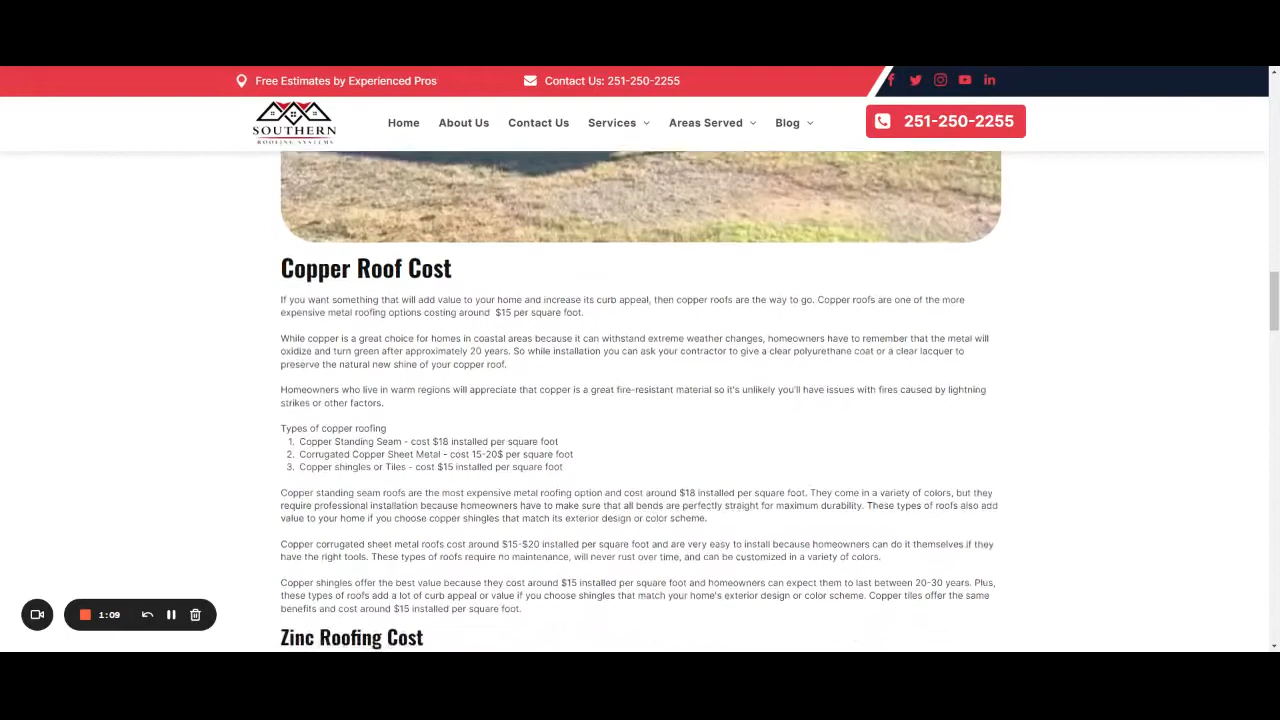 Free Estimates by Experienced Pros
Contact Us: 251-250-2255
SOUTHERN
ROOFING SYSTEMS
Home
About Us
Contact Us
Services
Areas Served
Blog
251-250-2255
Copper Roof Cost
If you want something that will add value to your home and increase its curb appeal, then copper roofs are the way to go. Copper roofs are one of the more
expensive metal roofing options costing around $15 per square foot.
While copper is a great choice for homes in coastal areas because it can withstand extreme weather changes, homeowners have to remember that the metal will
oxidize and turn green after approximately 20 years. So while installation you can ask your contractor to give a clear polyurethane coat or a clear lacquer to
preserve the natural new shine of your copper roof.
Homeowners who live in warm regions will appreciate that copper is a great fire-resistant material so it's unlikely you'll have issues with fires caused by lightning
strikes or other factors.
Types of copper roofing
1. Copper Standing Seam - cost $18 installed per square foot
2. Corrugated Copper Sheet Metal - cost 15-20$ per square foot
3. Copper shingles or Tiles - cost $15 installed per square foot
Copper standing seam roofs are the most expensive metal roofing option and cost around $18 installed per square foot. They come in a variety of colors, but they
require professional installation because homeowners have to make sure that all bends are perfectly straight for maximum durability. These types of roofs also add
value to your home if you choose copper shingles that match its exterior design or color scheme.
Copper corrugated sheet metal roofs cost around $15-$20 installed per square foot and are very easy to install because homeowners can do it themselves if they
have the right tools. These types of roofs require no maintenance, will never rust over time, and can be customized in a variety of colors.
Copper shingles offer the best value because they cost around $15 installed per square foot and homeowners can expect them to last between 20-30 years. Plus,
these types of roofs add a lot of curb appeal or value if you choose shingles that match your home's exterior design or color scheme. Copper tiles offer the same
benefits and cost around $15 installed per square foot.
1:09
Zinc Roofing Cost